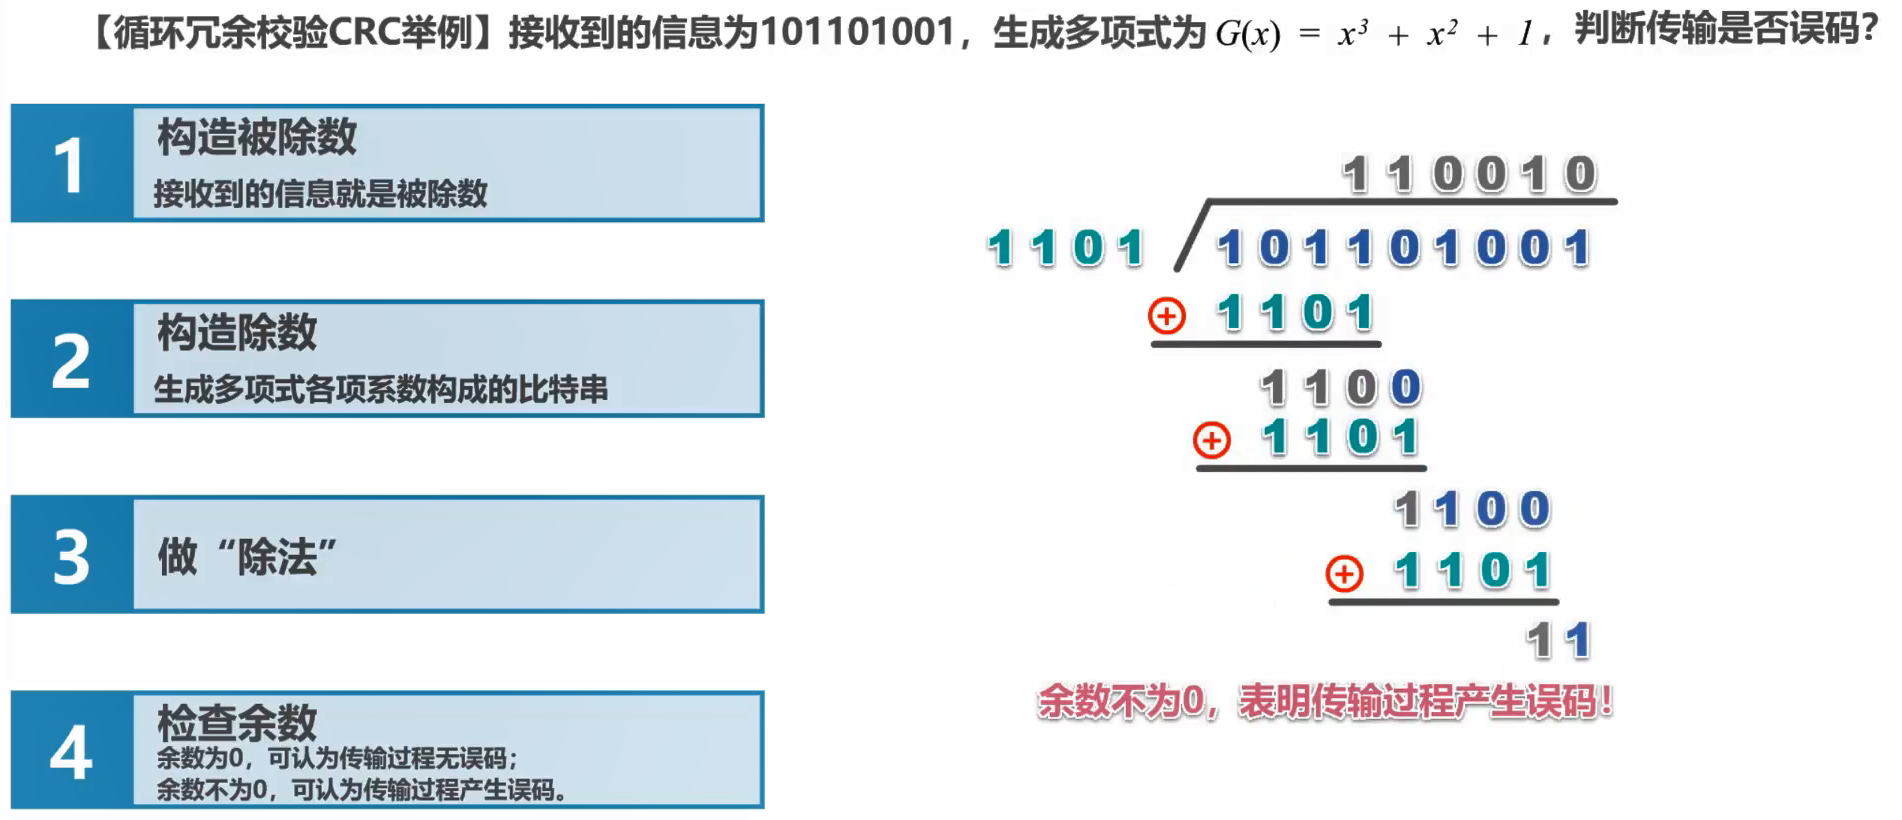 【循环冗余校验CRC举例】接收到的信息为101101001，生成多项式为 G(x) = x³ + x² + 1，判断传输是否误码？
1
构造被除数
接收到的信息就是被除数
2
构造除数
生成多项式各项系数构成的比特串
3
做“除法”
4
检查余数
余数为0，可认为传输过程无误码；
余数不为0，可认为传输过程产生误码。
110010
1101
101101001
⊕ 1101
1100
⊕ 1101
1100
⊕ 1101
11
余数不为0，表明传输过程产生误码！